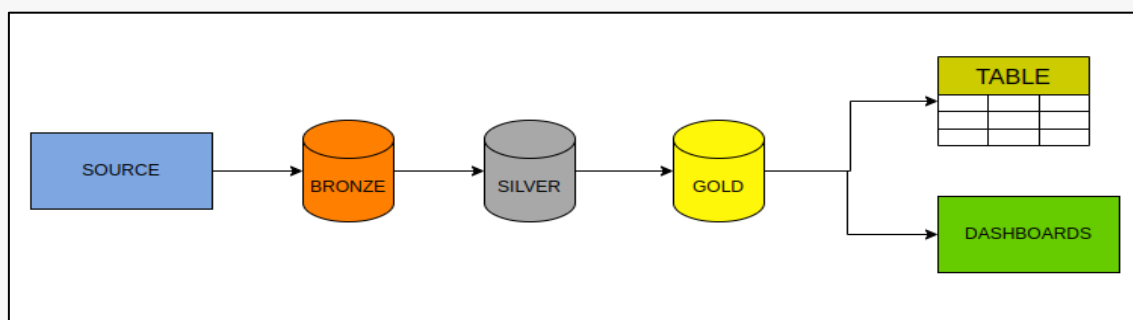 SOURCE
BRONZE
SILVER
GOLD
TABLE
DASHBOARDS